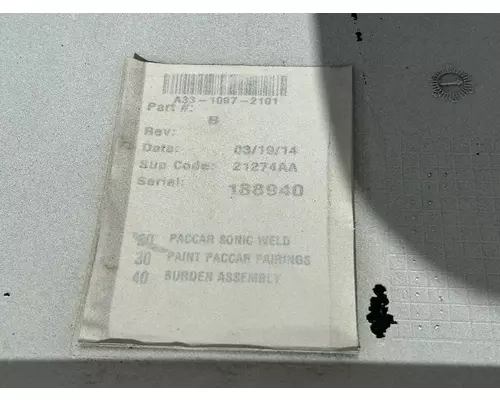 A33-1097-2101
Part #:
Rev: B
Date: 03/19/14
Sup Code: 21274AA
Serial: 188940
PACCAR SONIC WELD
30 PAINT PACCAR PAIRINGS
40 BURDEN ASSEMBLY